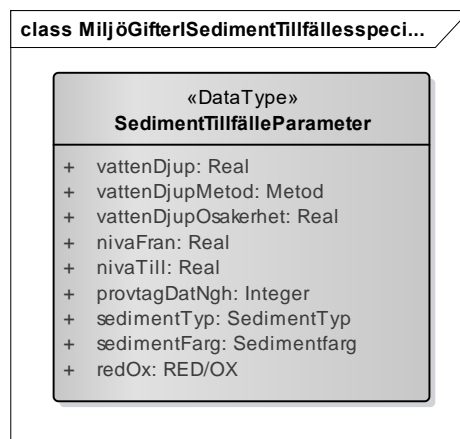 class MiljöGifterISedimentTillfällesspeci...
«DataType»
SedimentTillfälleParameter
+ vattenDjup: Real
+ vattenDjupMetod: Metod
+ vattenDjupOsakerhet: Real
+ nivaFran: Real
+ nivaTill: Real
+ provtagDatNgh: Integer
+ sedimentTyp: SedimentTyp
+ sedimentFarg: Sedimentfarg
+ redOx: RED/OX